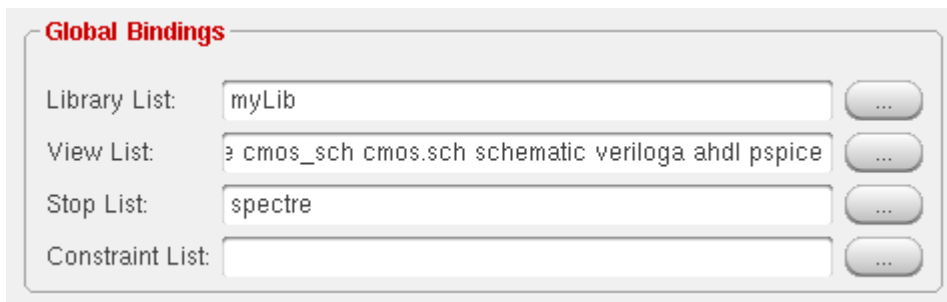 Global Bindings
Library List: myLib ...
View List: e cmos_sch cmos.sch schematic veriloga ahdl pspice ...
Stop List: spectre ...
Constraint List: ...